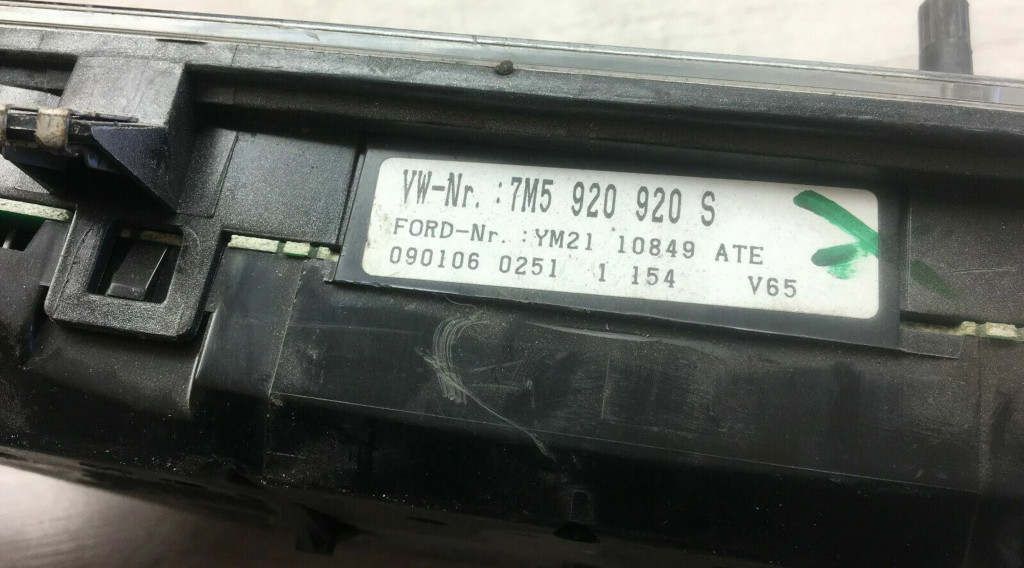 VW-Nr. :7M5 920 920 S
FORD-Nr. :YM21 10849 ATE
090106 0251 1 154 V65